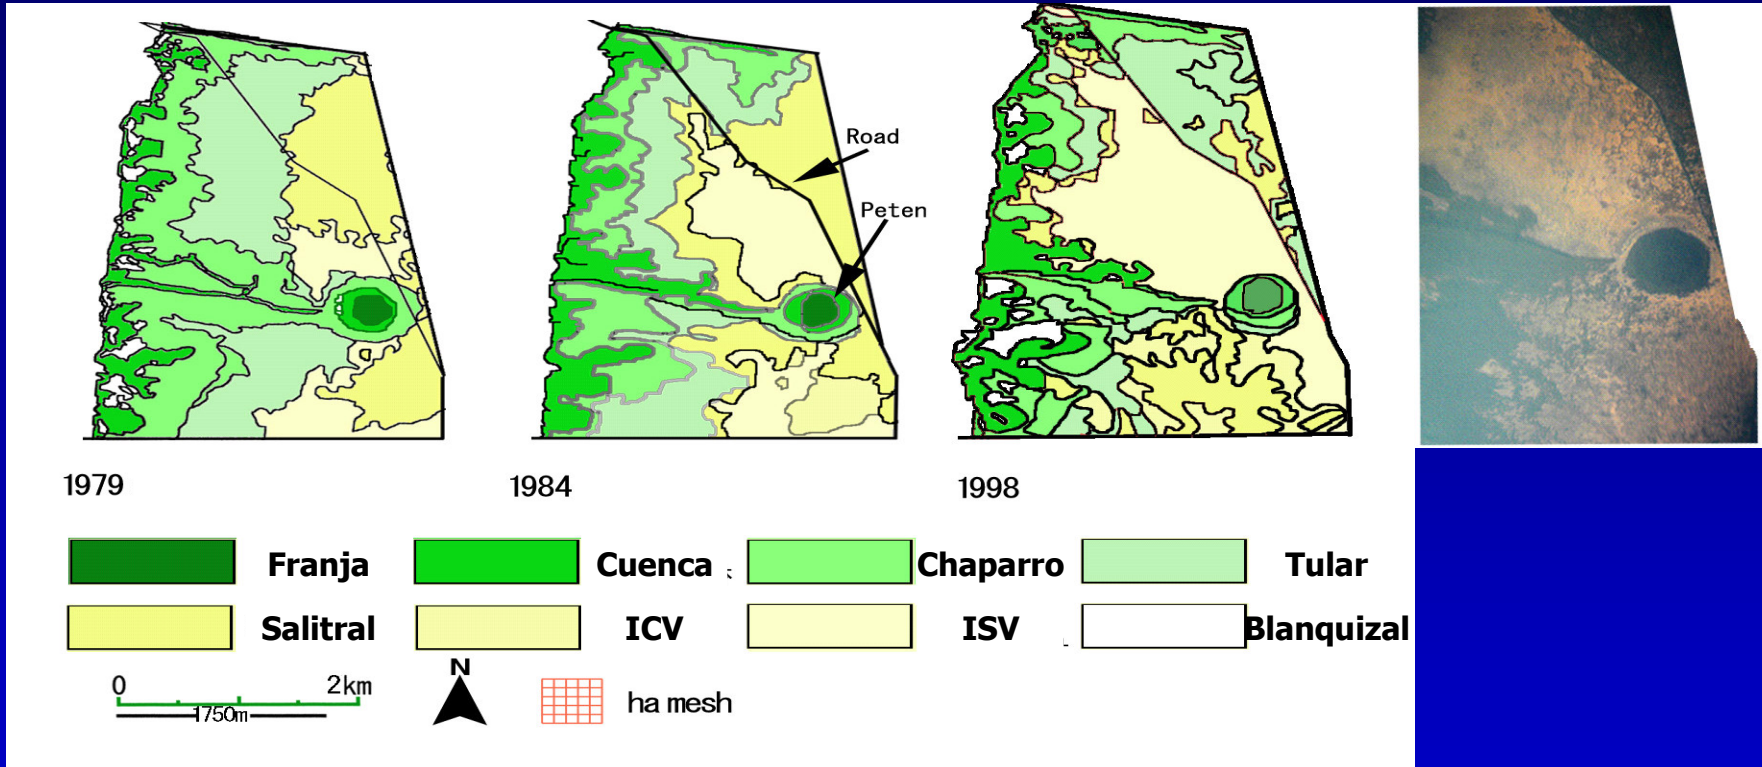 Road
Peten
1979
1984
1998
Franja
Cuenca
Chaparro
Tular
Salitral
ICV
ISV
Blanquizal
0
2km
1750m
N
ha mesh